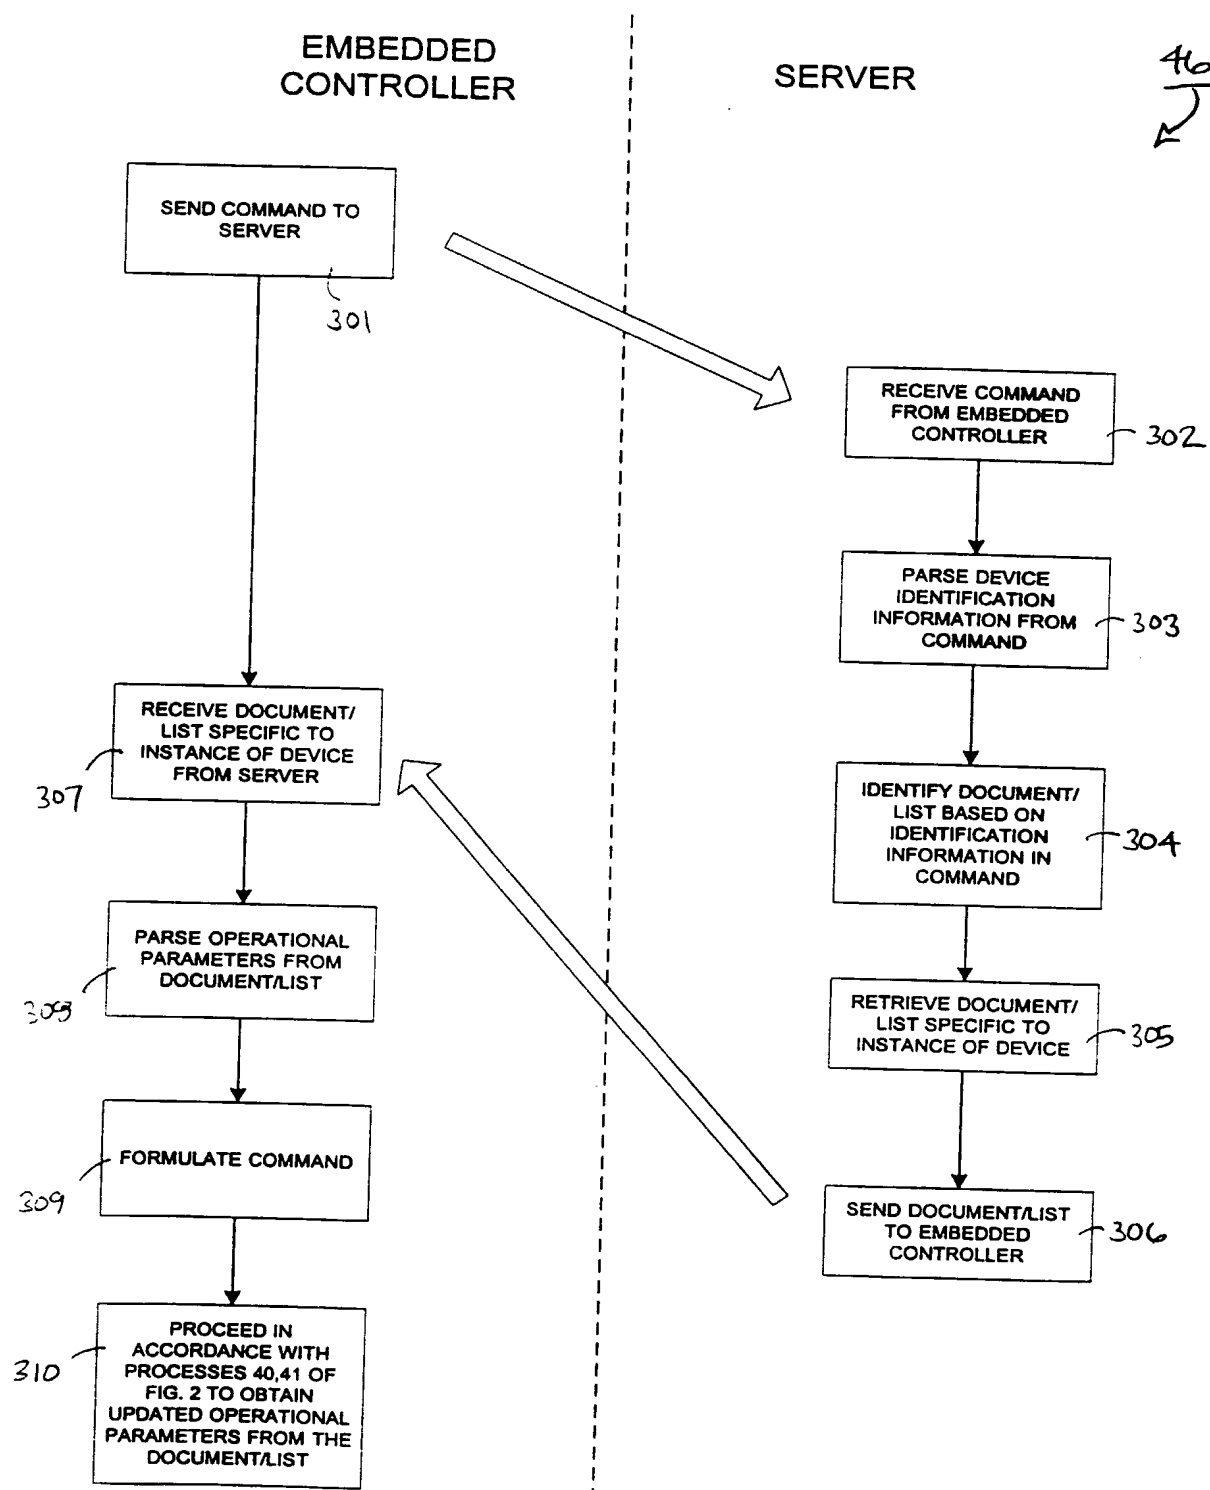 EMBEDDED
CONTROLLER
SERVER
46
SEND COMMAND TO
SERVER
301
RECEIVE COMMAND
FROM EMBEDDED
CONTROLLER
302
PARSE DEVICE
IDENTIFICATION
INFORMATION FROM
COMMAND
303
RECEIVE DOCUMENT/
LIST SPECIFIC TO
INSTANCE OF DEVICE
FROM SERVER
307
IDENTIFY DOCUMENT/
LIST BASED ON
IDENTIFICATION
INFORMATION IN
COMMAND
304
PARSE OPERATIONAL
PARAMETERS FROM
DOCUMENT/LIST
308
RETRIEVE DOCUMENT/
LIST SPECIFIC TO
INSTANCE OF DEVICE
305
FORMULATE COMMAND
309
SEND DOCUMENT/LIST
TO EMBEDDED
CONTROLLER
306
PROCEED IN
ACCORDANCE WITH
PROCESSES 40,41 OF
FIG. 2 TO OBTAIN
UPDATED OPERATIONAL
PARAMETERS FROM THE
DOCUMENT/LIST
310